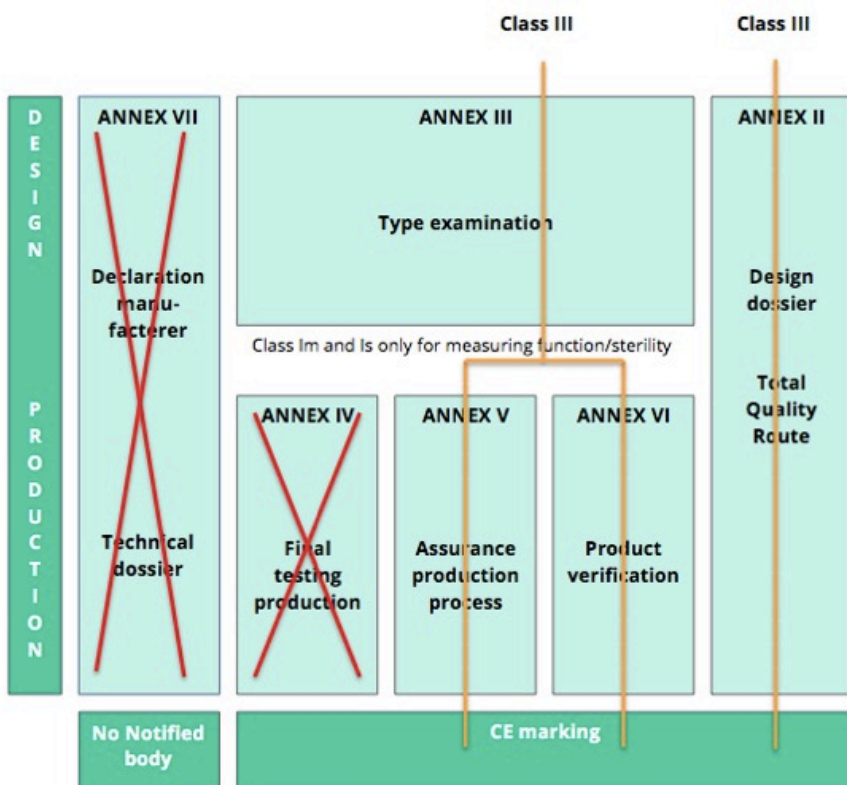 Class III
Class III
DESIGN
ANNEX VII
ANNEX III
ANNEX II
Type examination
Declaration
manu-
facterer
Design
dossier
Class Im and Is only for measuring function/sterility
Total
Quality
Route
PRODUCTION
ANNEX IV
ANNEX V
ANNEX VI
Technical
dossier
Final
testing
production
Assurance
production
process
Product
verification
No Notified
body
CE marking